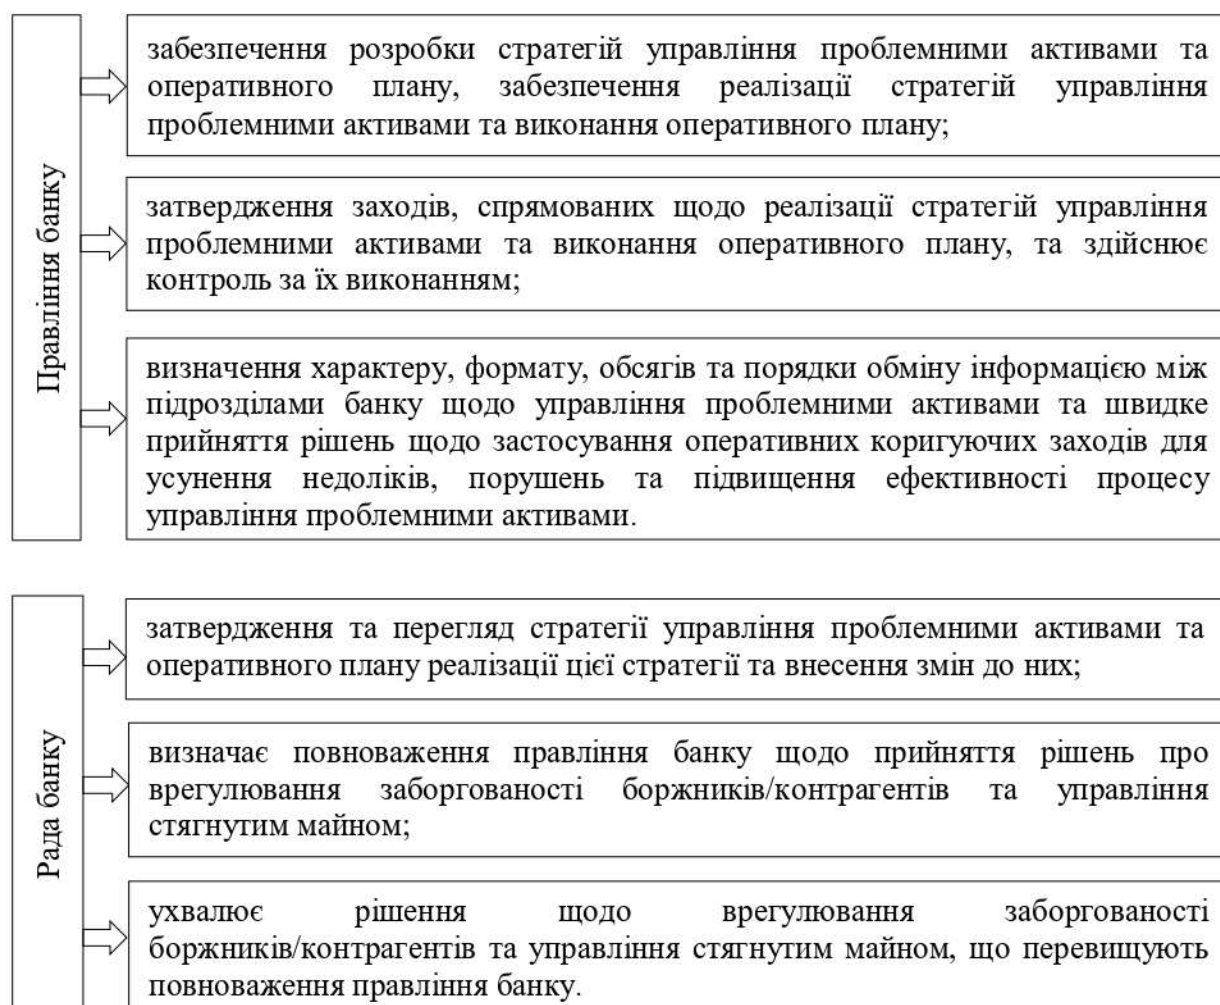 Правління банку
забезпечення розробки стратегій управління проблемними активами та
оперативного плану, забезпечення реалізації стратегій управління
проблемними активами та виконання оперативного плану;
затвердження заходів, спрямованих щодо реалізації стратегій управління
проблемними активами та виконання оперативного плану, та здійснює
контроль за їх виконанням;
визначення характеру, формату, обсягів та порядки обміну інформацією між
підрозділами банку щодо управління проблемними активами та швидке
прийняття рішень щодо застосування оперативних коригуючих заходів для
усунення недоліків, порушень та підвищення ефективності процесу
управління проблемними активами.
Рада банку
затвердження та перегляд стратегії управління проблемними активами та
оперативного плану реалізації цієї стратегії та внесення змін до них;
визначає повноваження правління банку щодо прийняття рішень про
врегулювання заборгованості боржників/контрагентів та управління
стягнутим майном;
ухвалює рішення щодо врегулювання заборгованості
боржників/контрагентів та управління стягнутим майном, що перевищують
повноваження правління банку.